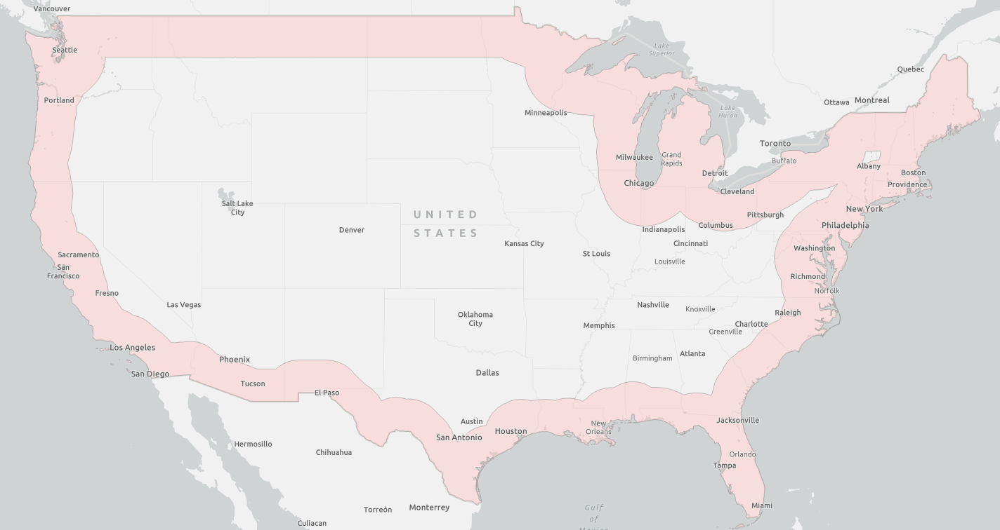 Vancouver
Seattle
Portland
Lake
Superior
Quebec
Ottawa
Montreal
Minneapolis
Lake
Huron
Toronto
Buffalo
Milwaukee
Grand
Rapids
Detroit
Albany
Boston
Chicago
Cleveland
Providence
Salt Lake
City
UNITED
STATES
New York
Pittsburgh
Columbus
Philadelphia
Indianapolis
Denver
Kansas City
Cincinnati
Washington
St Louis
Louisville
Sacramento
San
Francisco
Richmond
Norfolk
Fresno
Las Vegas
Nashville
Knoxville
Raleigh
Oklahoma
City
Memphis
Charlotte
Greenville
Los Angeles
Phoenix
Birmingham
Atlanta
San Diego
Dallas
Tucson
El Paso
Austin
Jacksonville
New
Orleans
Houston
San Antonio
Hermosillo
Chihuahua
Orlando
Tampa
Miami
Torreón
Monterrey
Gulf
of
Mexico
Culiacan